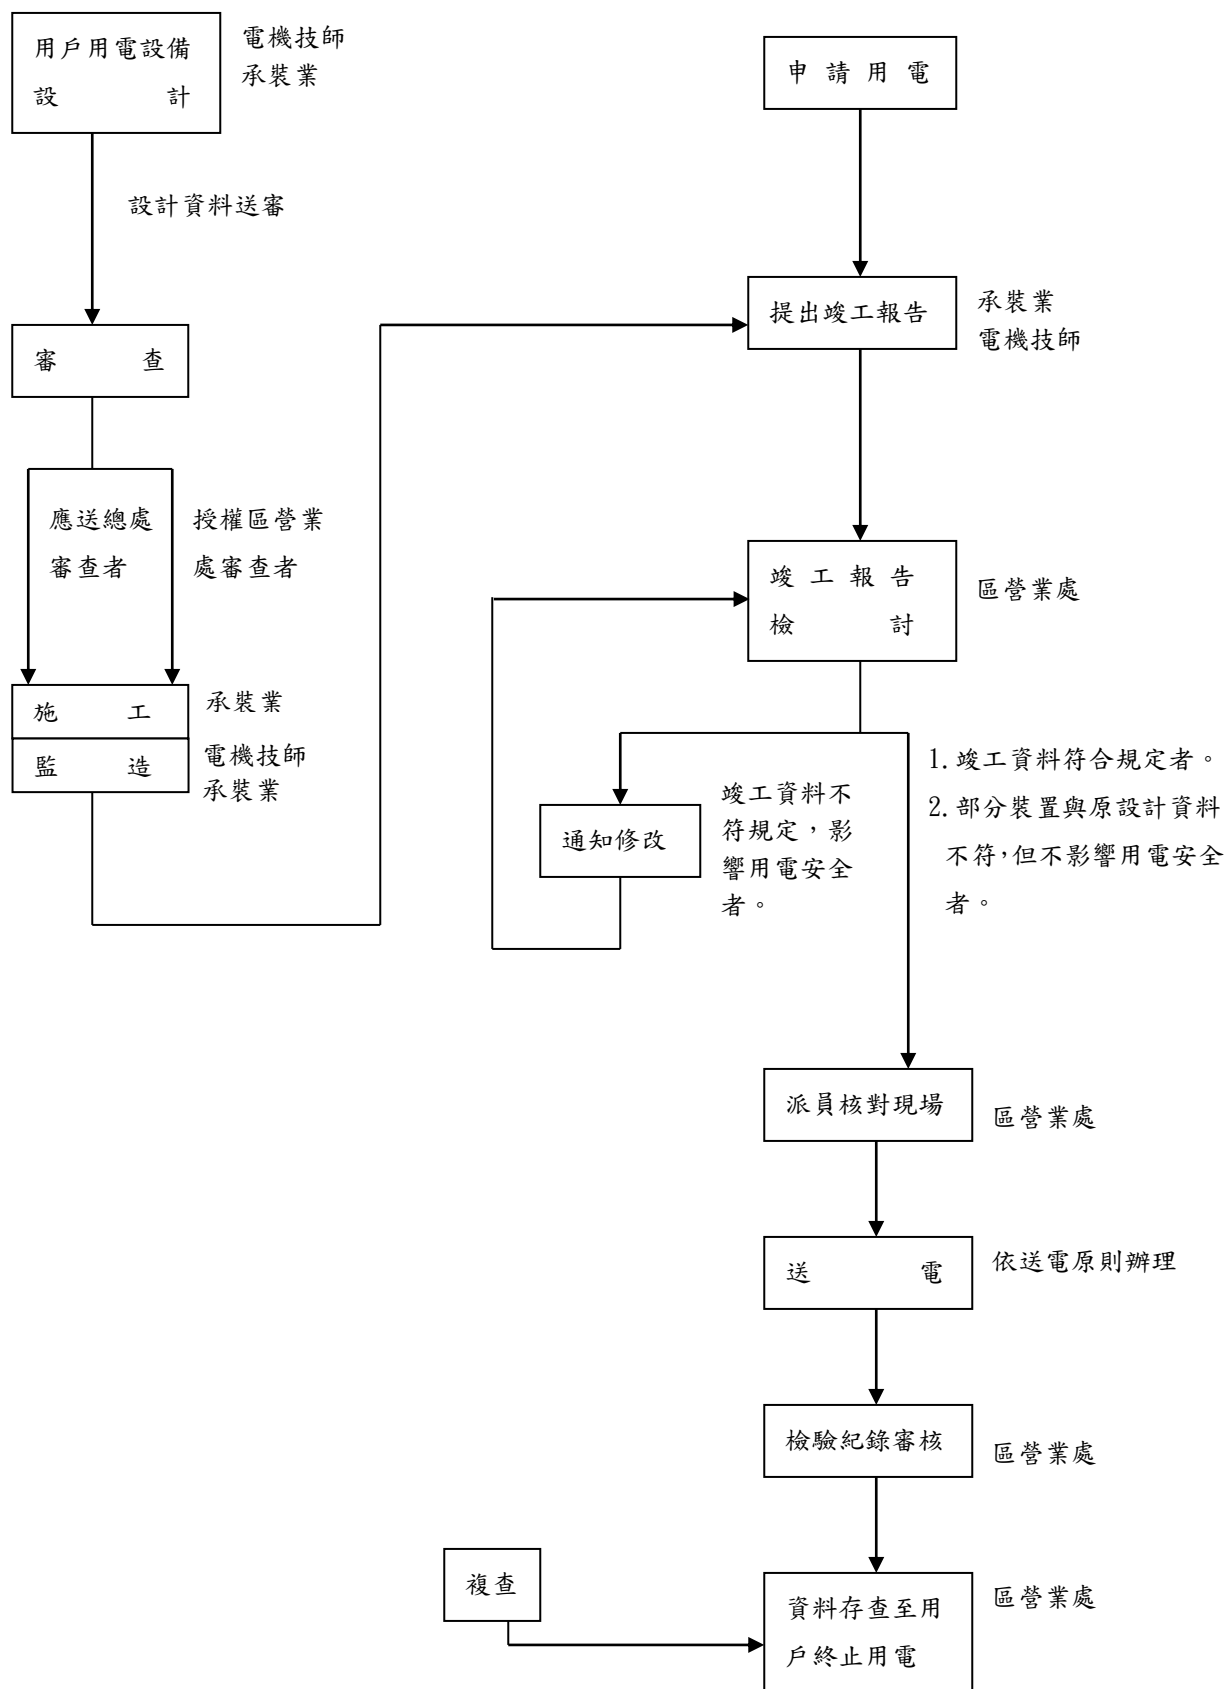 用戶用電設備
設計
電機技師
承裝業
申請用電
設計資料送審
提出竣工報告
承裝業
電機技師
審查
應送總處
審查者
授權區營業
處審查者
竣工報告
檢討
區營業處
施工
承裝業
監造
電機技師
承裝業
通知修改
竣工資料不
符規定，影
響用電安全
者。
1.竣工資料符合規定者。
2.部分裝置與原設計資料
不符，但不影響用電安全
者。
派員核對現場
區營業處
送電
依送電原則辦理
檢驗紀錄審核
區營業處
複查
資料存查至用
戶終止用電
區營業處